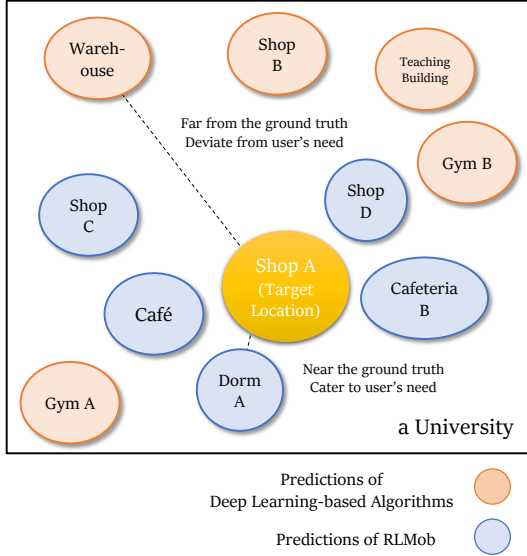 Wareh-
ouse
Shop
B
Teaching
Building
Far from the ground truth
Deviate from user's need
Gym B
Shop
C
Shop
D
Shop A
(Target
Location)
Cafeteria
B
Café
Dorm
A
Near the ground truth
Cater to user's need
Gym A
a University
Predictions of
Deep Learning-based Algorithms
Predictions of RLMob